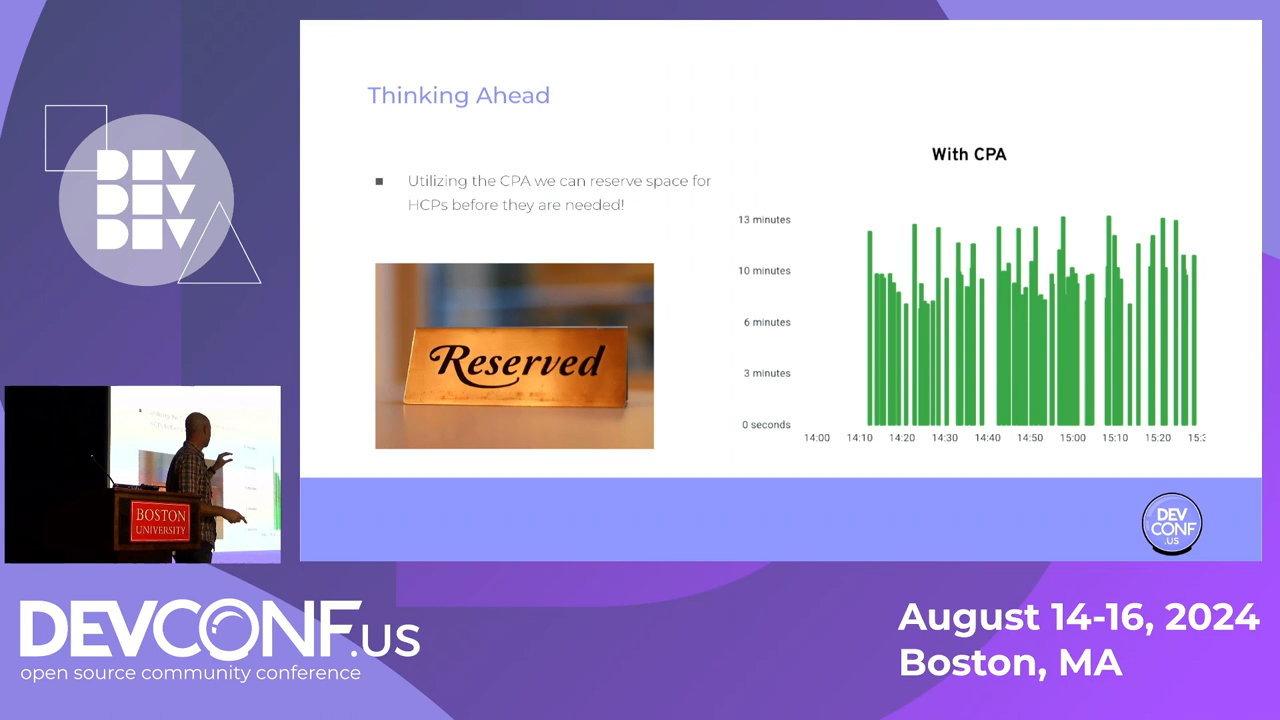 DEV
DEV
DEV
Thinking Ahead
■ Utilizing the CPA we can reserve space for
HCPs before they are needed!
Reserved
With CPA
13 minutes
10 minutes
6 minutes
3 minutes
0 seconds
14:00 14:10 14:20 14:30 14:40 14:50 15:00 15:10 15:20
BOSTON
UNIVERSITY
DEV
CONF
.US
DEVCONF.US
open source community conference
August 14-16, 2024
Boston, MA